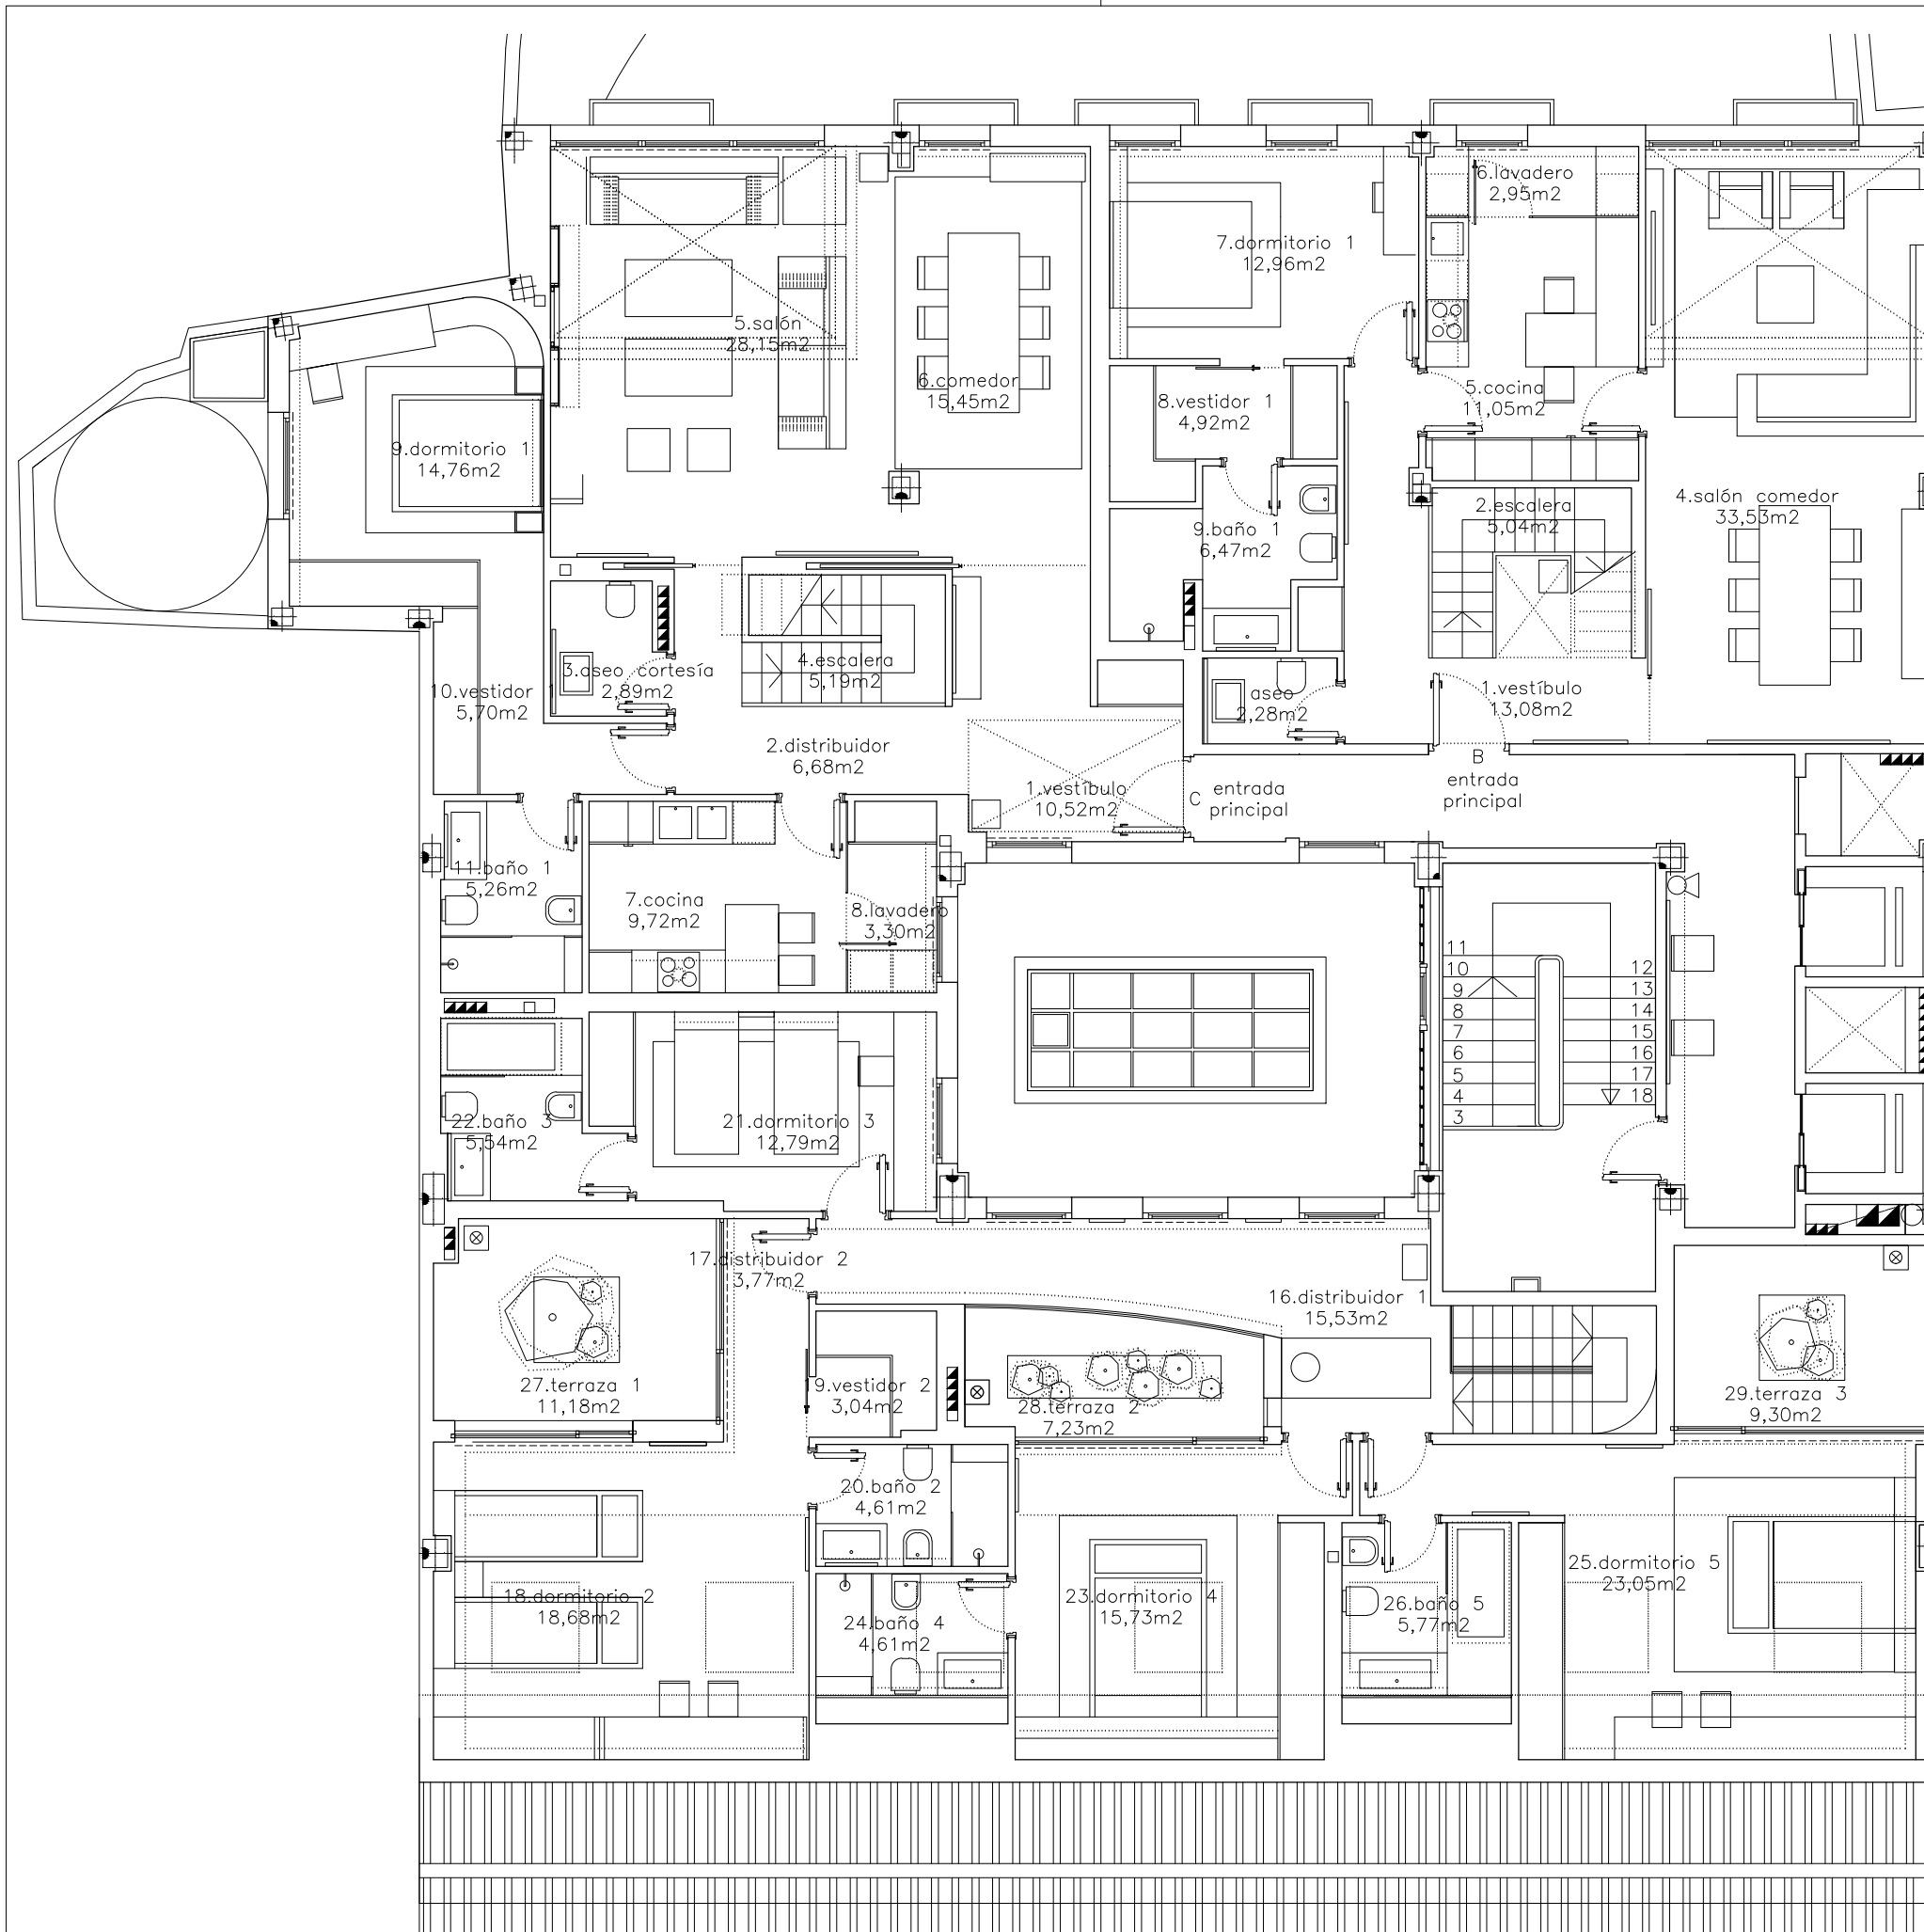 6.lavadero
2,95m2
7.dormitorio 1
12,96m2
5.salón
28,15m2
6.comedor
15,45m2
5.cocina
11,05m2
8.vestidor 1
4,92m2
9.dormitorio 1
14,76m2
4.salón comedor
33,53m2
2.escalera
5,04m2
9.baño 1
6,47m2
3.aseo cortesía
2,89m2
4.escalera
5,19m2
10.vestidor 1
5,70m2
aseo
2,28m2
1.vestíbulo
13,08m2
2.distribuidor
6,68m2
B
entrada
principal
1.vestíbulo
10,52m2
C entrada
principal
11.baño 1
5,26m2
7.cocina
9,72m2
8.lavadero
3,30m2
11
10
9
8
7
6
5
4
3
12
13
14
15
16
17
18
22.baño 3
5,54m2
21.dormitorio 3
12,79m2
17.distribuidor 2
3,77m2
16.distribuidor 1
15,53m2
27.terraza 1
11,18m2
19.vestidor 2
3,04m2
28.terraza 2
7,23m2
29.terraza 3
9,30m2
20.baño 2
4,61m2
18.dormitorio 2
18,68m2
24.baño 4
4,61m2
23.dormitorio 4
15,73m2
26.baño 5
5,77m2
25.dormitorio 5
23,05m2